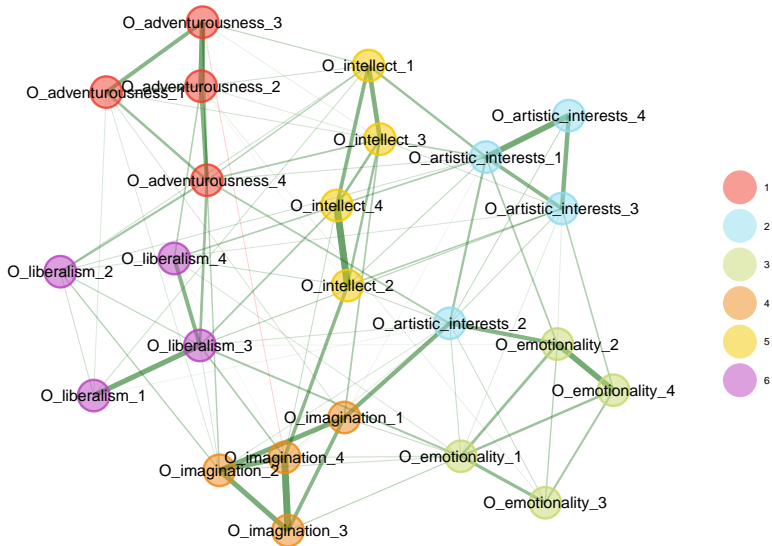 O_adventurousness_3
O_intellect_1
O_adventurousness_2
O_adventurousness_1
O_artistic_interests_4
O_intellect_3
O_artistic_interests_1
O_adventurousness_4
1
O_intellect_4
O_artistic_interests_3
2
O_liberalism_4
O_liberalism_2
3
O_intellect_2
4
O_artistic_interests_2
O_liberalism_3
O_emotionality_2
5
6
O_emotionality_4
O_liberalism_1
O_imagination_1
O_imagination_4
O_emotionality_1
O_imagination_2
O_emotionality_3
O_imagination_3